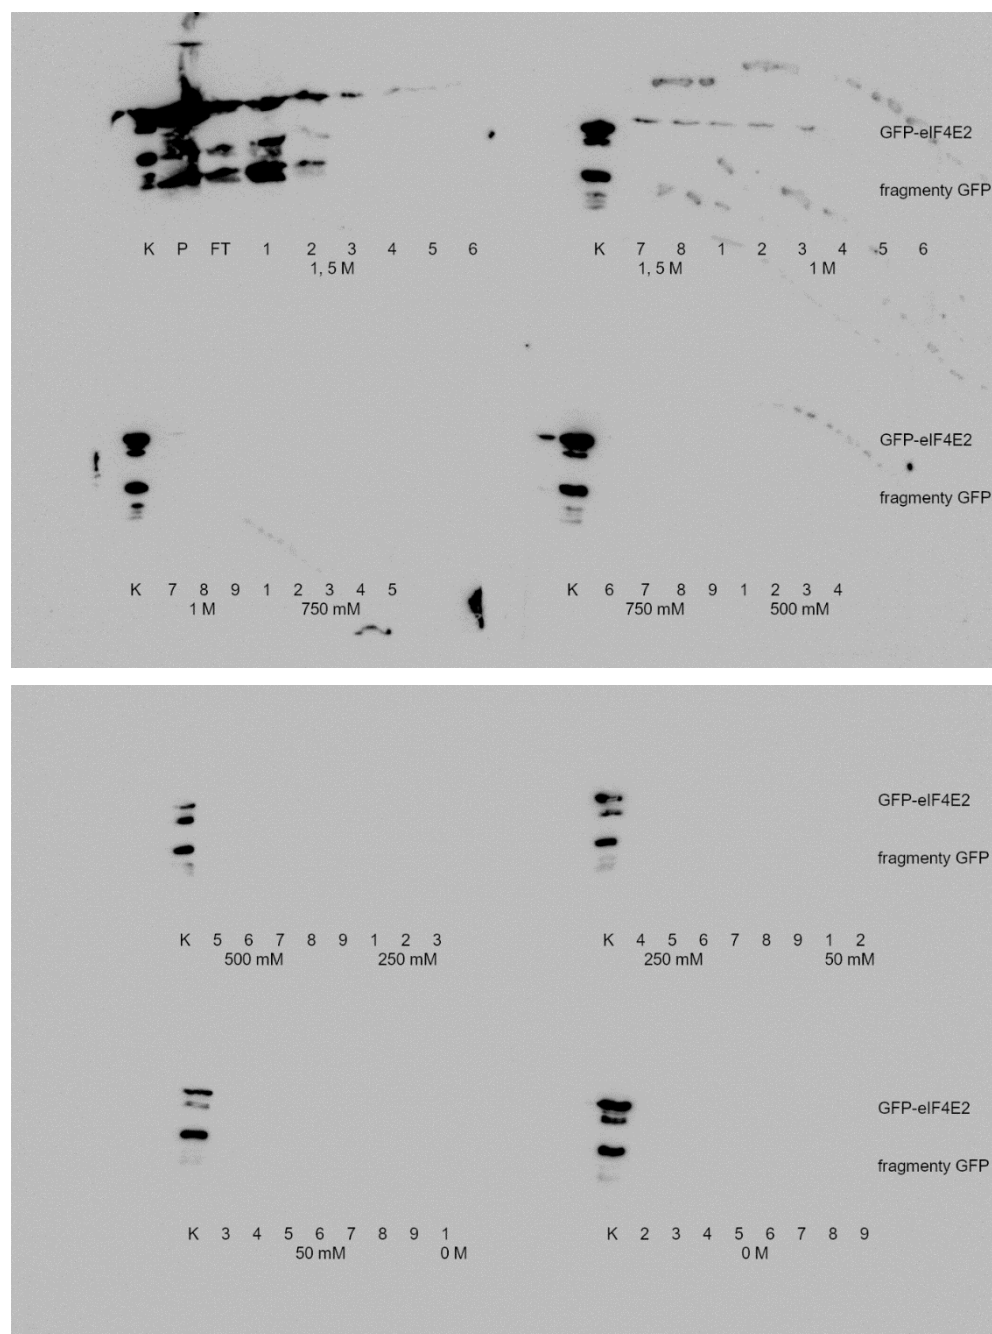 GFP-eIF4E2
fragmenty GFP
K P FT 1 2 3 4 5 6
1, 5 M
K 7 8 1 2 3 4 5 6
1, 5 M 1 M
GFP-eIF4E2
fragmenty GFP
K 7 8 9 1 2 3 4 5
1 M 750 mM
K 6 7 8 9 1 2 3 4
750 mM 500 mM
GFP-eIF4E2
fragmenty GFP
K 5 6 7 8 9 1 2 3
500 mM 250 mM
K 4 5 6 7 8 9 1 2
250 mM 50 mM
GFP-eIF4E2
fragmenty GFP
K 3 4 5 6 7 8 9 1
50 mM 0 M
K 2 3 4 5 6 7 8 9
0 M